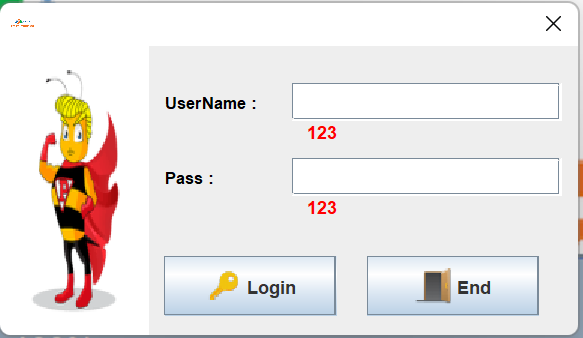 UserName :
123
Pass :
123
Login
End